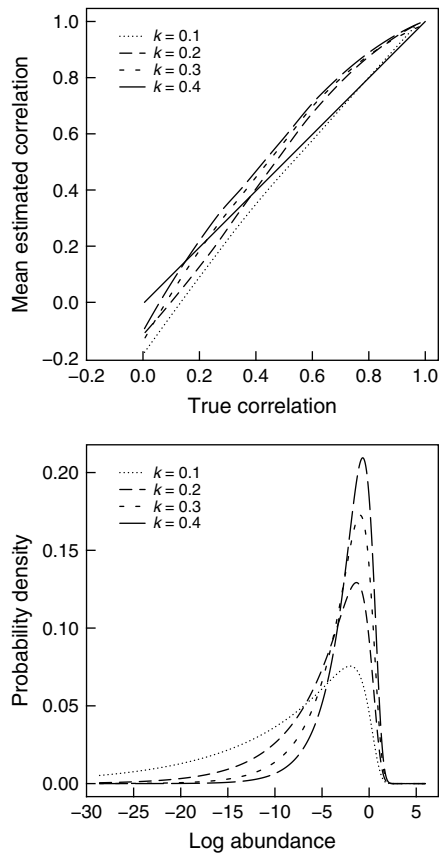 1.0
0.8
0.6
0.4
0.2
0.0
−0.2
k = 0.1
k = 0.2
k = 0.3
k = 0.4
Mean estimated correlation
−0.2 0.0 0.2 0.4 0.6 0.8 1.0
True correlation
0.20
0.15
0.10
0.05
0.00
k = 0.1
k = 0.2
k = 0.3
k = 0.4
Probability density
−30 −25 −20 −15 −10 −5 0 5
Log abundance